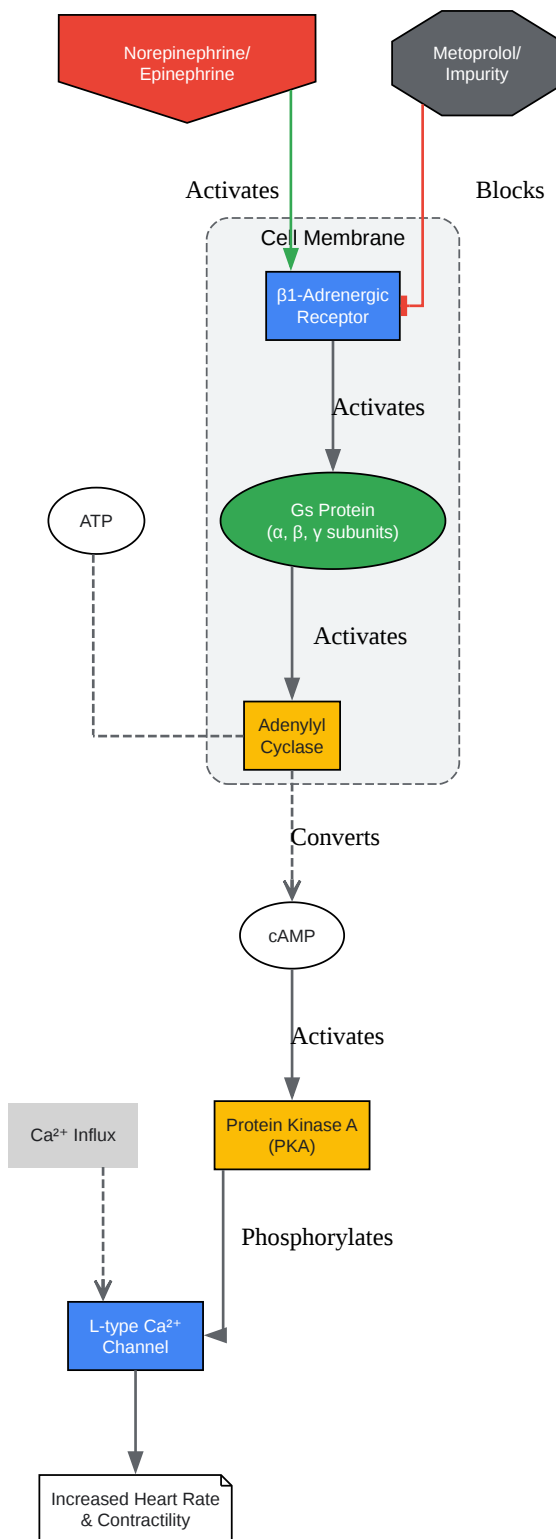 Norepinephrine/
Epinephrine
Metoprolol/
Impurity
Activates
Blocks
Cell Membrane
β1-Adrenergic
Receptor
Activates
Gs Protein
(α, β, γ subunits)
ATP
Activates
Adenylyl
Cyclase
Converts
cAMP
Activates
Ca²⁺ Influx
Protein Kinase A
(PKA)
Phosphorylates
L-type Ca²⁺
Channel
Increased Heart Rate
& Contractility